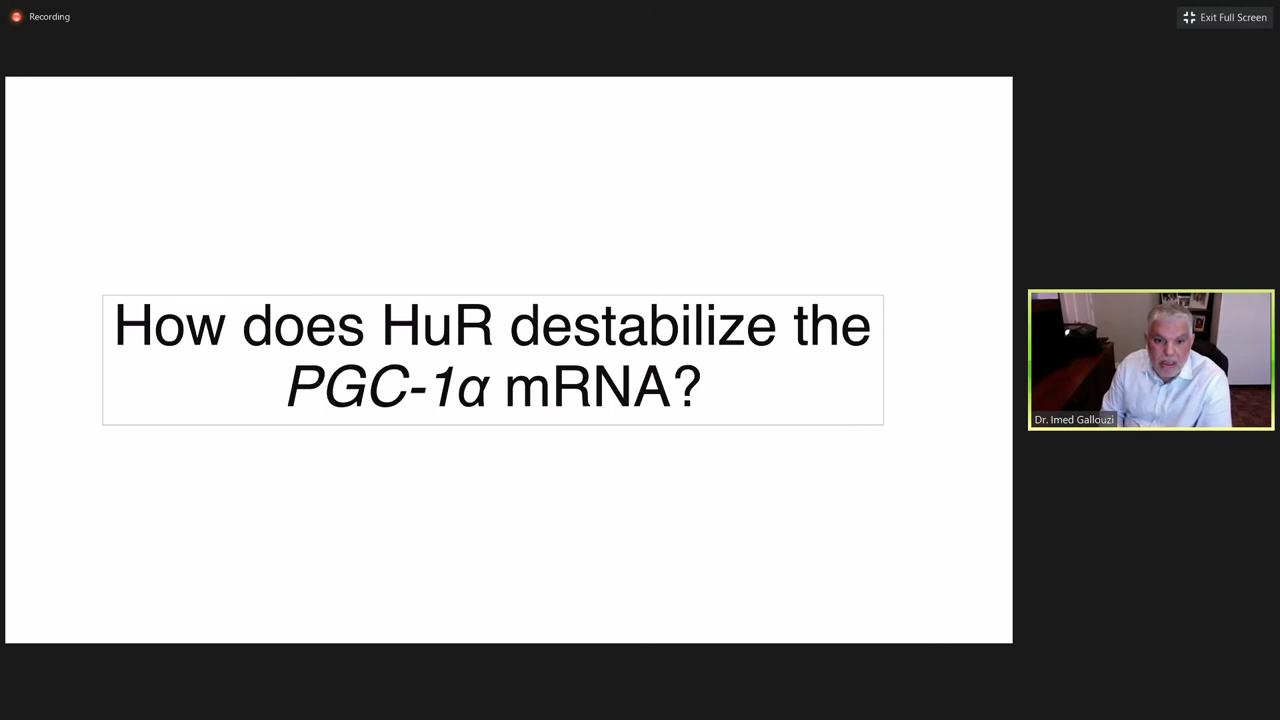 Recording
Exit Full Screen
How does HuR destabilize the
PGC-1α mRNA?
Dr. Imed Gallouzi